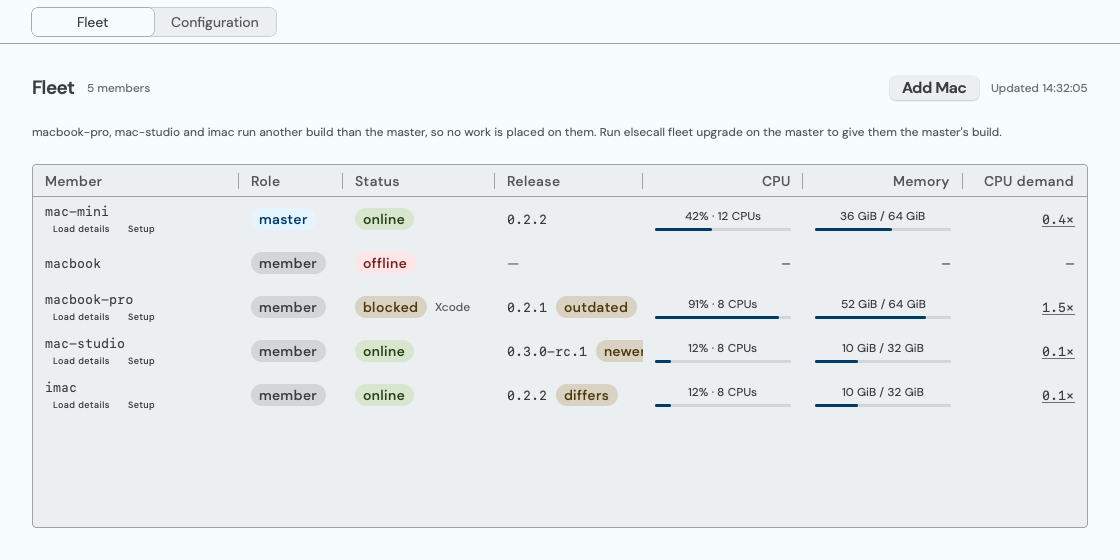 Fleet Configuration
Fleet 5 members Add Mac Updated 14:32:05
macbook-pro, mac-studio and imac run another build than the master, so no work is placed on them. Run elsecall fleet upgrade on the master to give them the master's build.
Member Role Status Release CPU Memory CPU demand
mac-mini master online 0.2.2 42% · 12 CPUs 36 GiB / 64 GiB 0.4×
Load details Setup
macbook member offline — — — —
macbook-pro member blocked Xcode 0.2.1 outdated 91% · 8 CPUs 52 GiB / 64 GiB 1.5×
Load details Setup
mac-studio member online 0.3.0-rc.1 newer 12% · 8 CPUs 10 GiB / 32 GiB 0.1×
Load details Setup
imac member online 0.2.2 differs 12% · 8 CPUs 10 GiB / 32 GiB 0.1×
Load details Setup